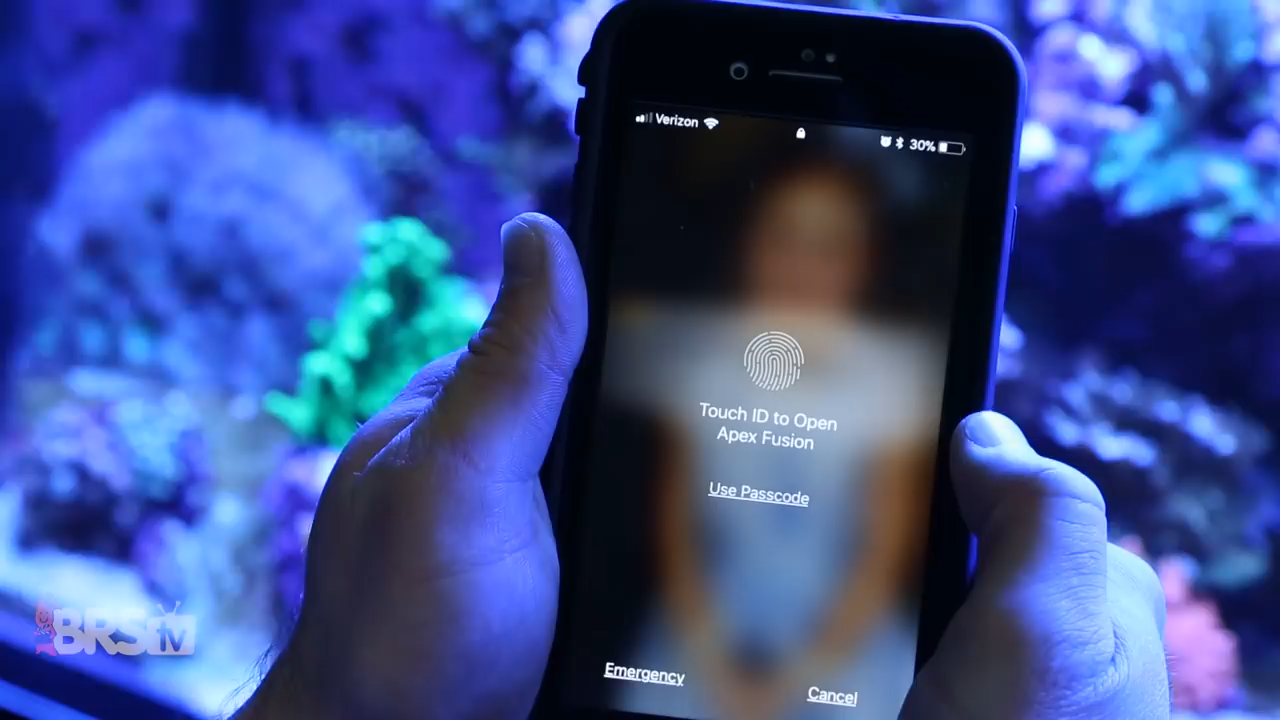 Verizon
30%
Touch ID to Open
Apex Fusion
Use Passcode
Emergency
Cancel
BRStv